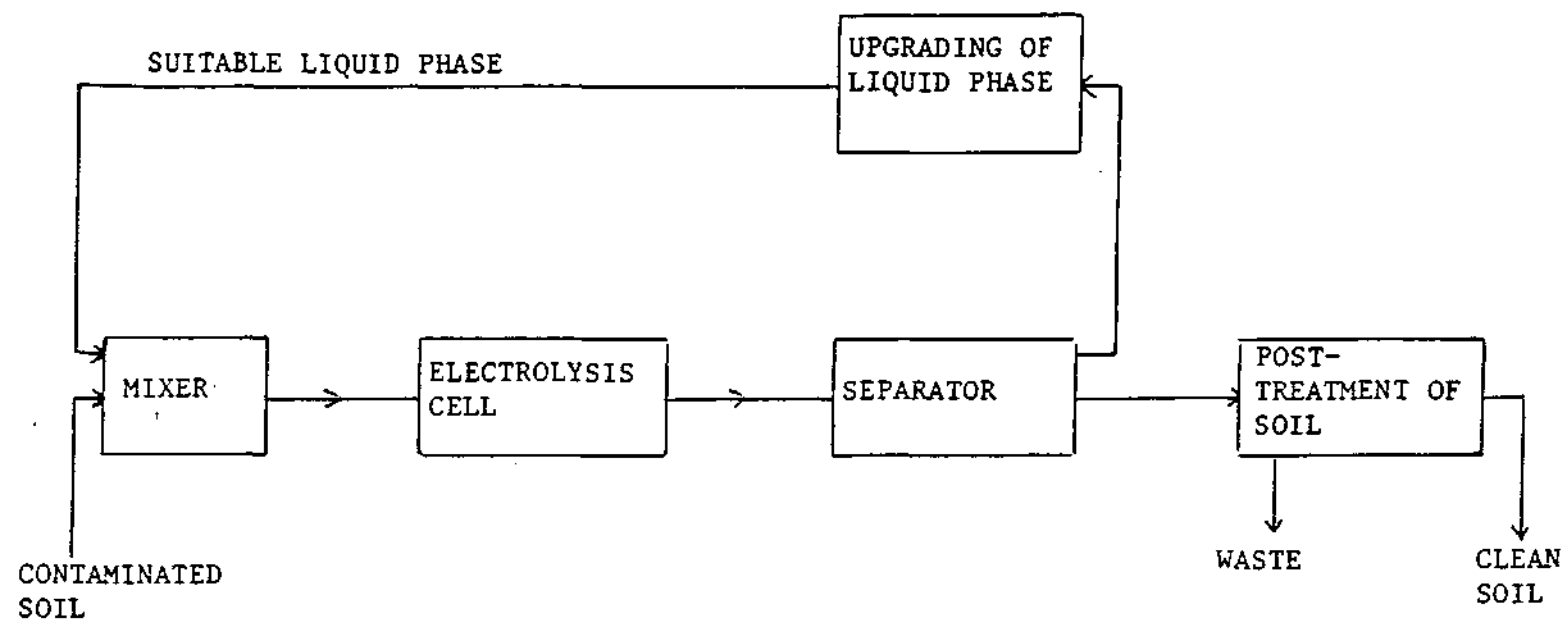 SUITABLE LIQUID PHASE
UPGRADING OF
LIQUID PHASE
MIXER
ELECTROLYSIS
CELL
SEPARATOR
POST-
TREATMENT OF
SOIL
CONTAMINATED
SOIL
WASTE
CLEAN
SOIL